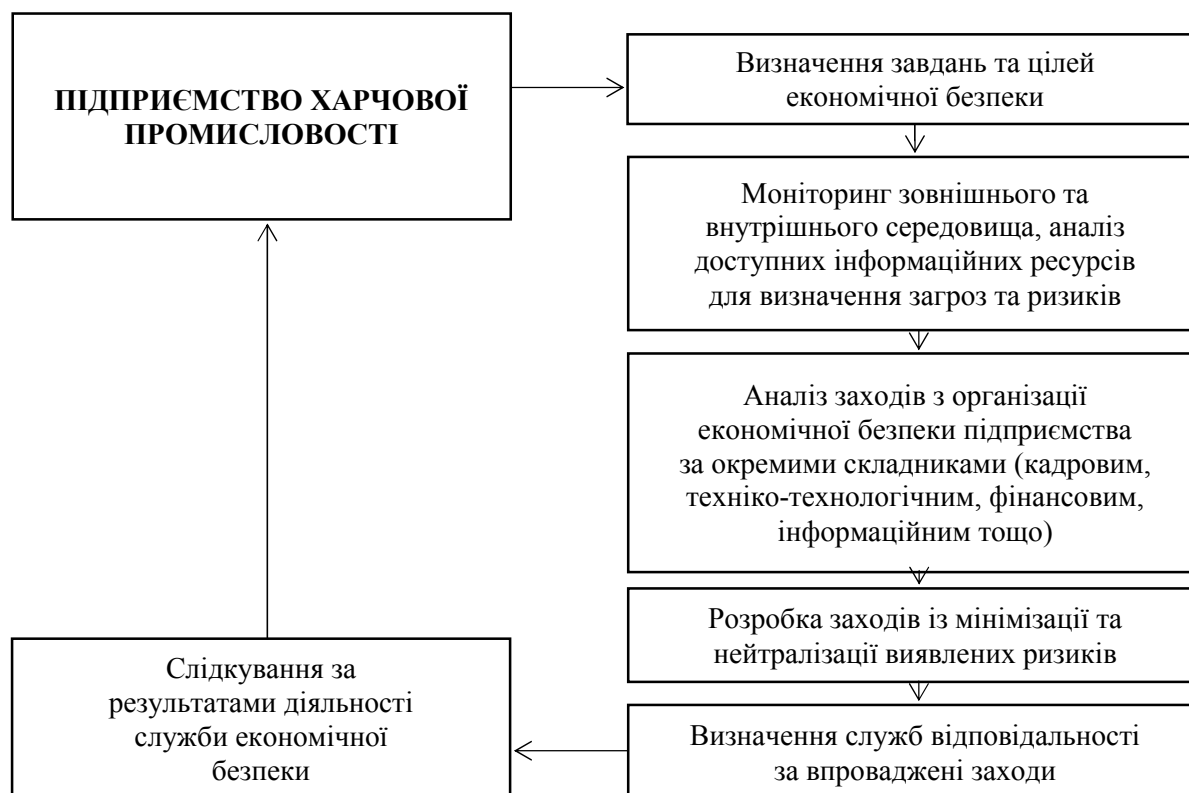 ПІДПРИЄМСТВО ХАРЧОВОЇ
ПРОМИСЛОВОСТІ
Визначення завдань та цілей
економічної безпеки
Моніторинг зовнішнього та
внутрішнього середовища, аналіз
доступних інформаційних ресурсів
для визначення загроз та ризиків
Аналіз заходів з організації
економічної безпеки підприємства
за окремими складниками (кадровим,
техніко-технологічним, фінансовим,
інформаційним тощо)
Розробка заходів із мінімізації та
нейтралізації виявлених ризиків
Визначення служб відповідальності
за впроваджені заходи
Слідкування за
результатами діяльності
служби економічної
безпеки